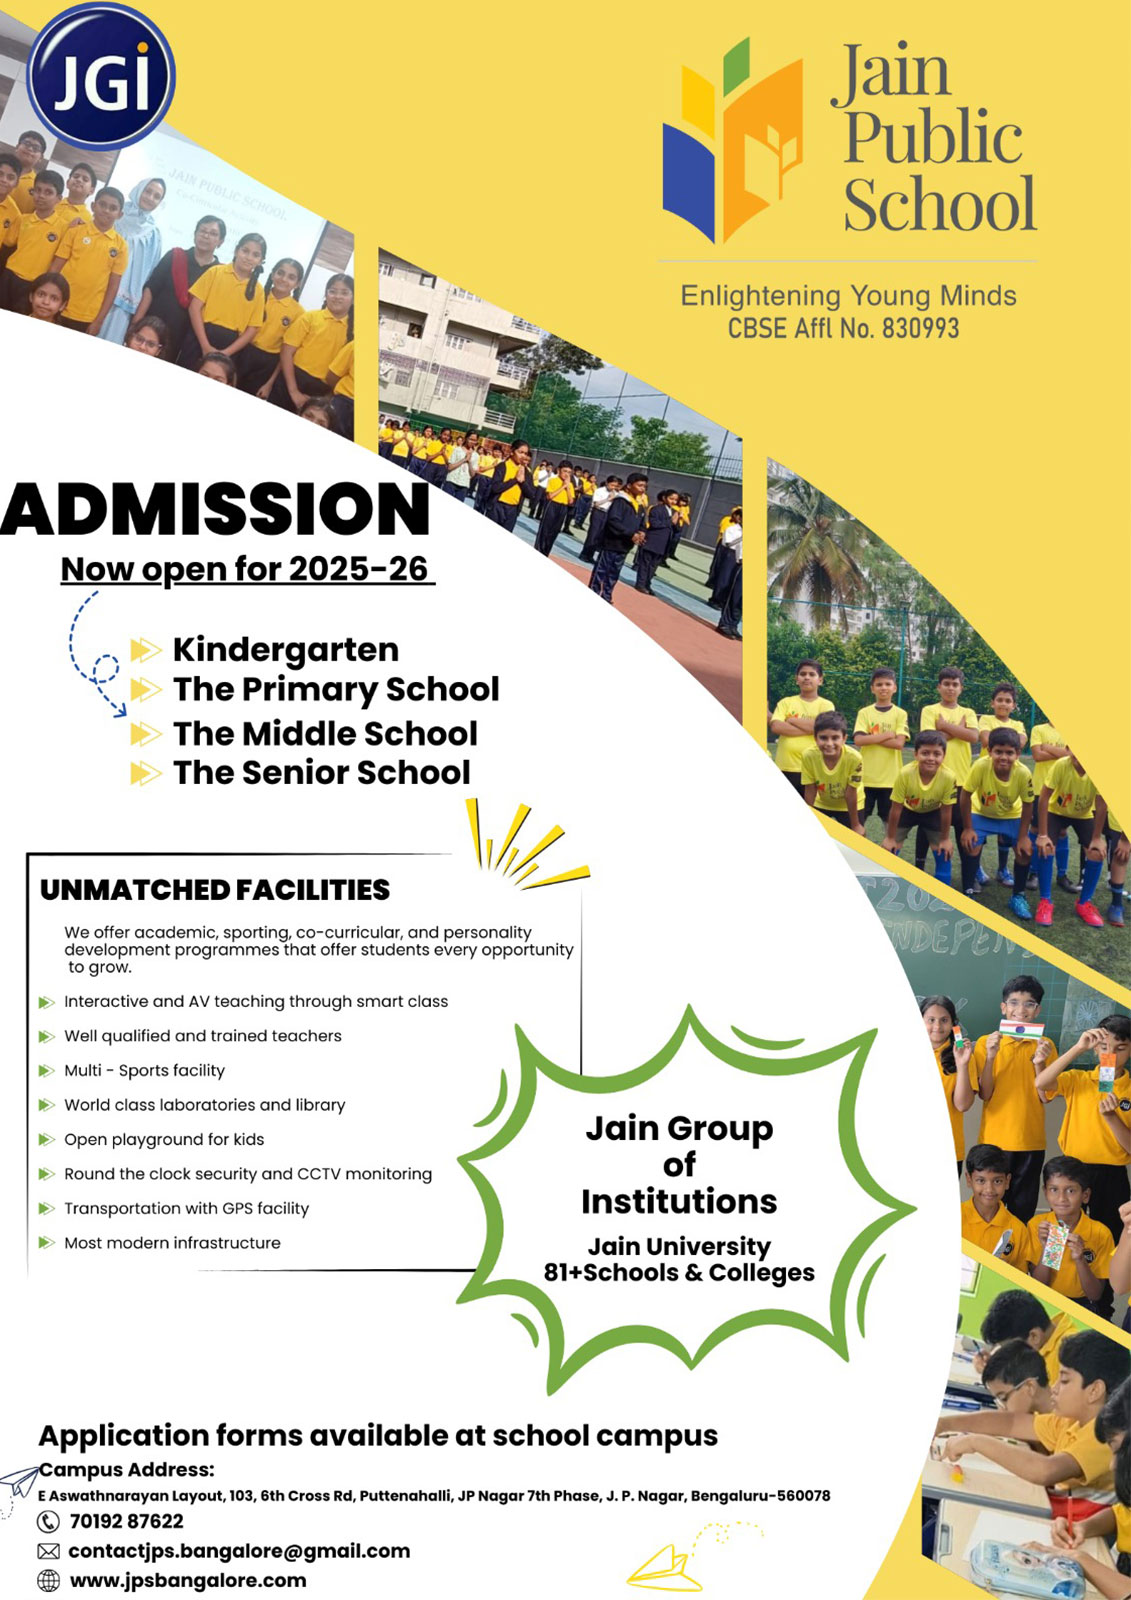 JGi
Jain
Public
School
Enlightening Young Minds
CBSE Affl No. 830993
JAIN PUBLIC SCHOOL
ADMISSION
Now open for 2025-26
Kindergarten
The Primary School
The Middle School
The Senior School
UNMATCHED FACILITIES
We offer academic, sporting, co-curricular, and personality
development programmes that offer students every opportunity
to grow.
Interactive and AV teaching through smart class
Well qualified and trained teachers
Multi - Sports facility
World class laboratories and library
Open playground for kids
Round the clock security and CCTV monitoring
Transportation with GPS facility
Most modern infrastructure
Jain Group
of
Institutions
Jain University
81+Schools & Colleges
Application forms available at school campus
Campus Address:
E Aswathnarayan Layout, 103, 6th Cross Rd, Puttenahalli, JP Nagar 7th Phase, J. P. Nagar, Bengaluru-560078
70192 87622
contactjps.bangalore@gmail.com
www.jpsbangalore.com